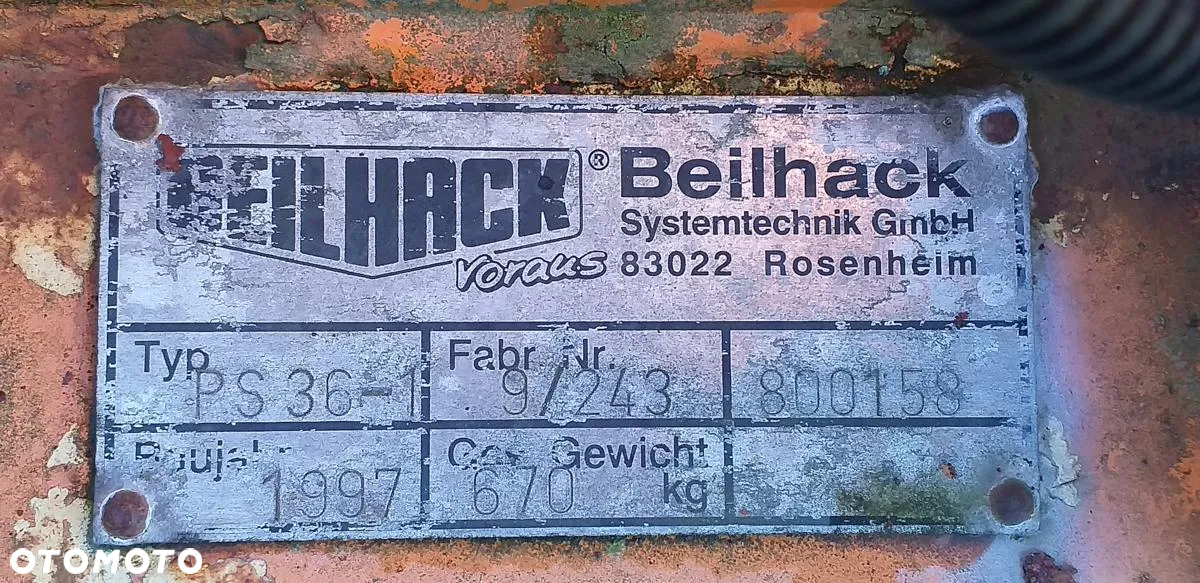 BEILHACK®
voraus
Beilhack
Systemtechnik GmbH
83022 Rosenheim
Typ PS 36-1
Fabr. Nr. 9/243
800158
Baujahr 1997
Ges. Gewicht 670 kg
OTOMOTO